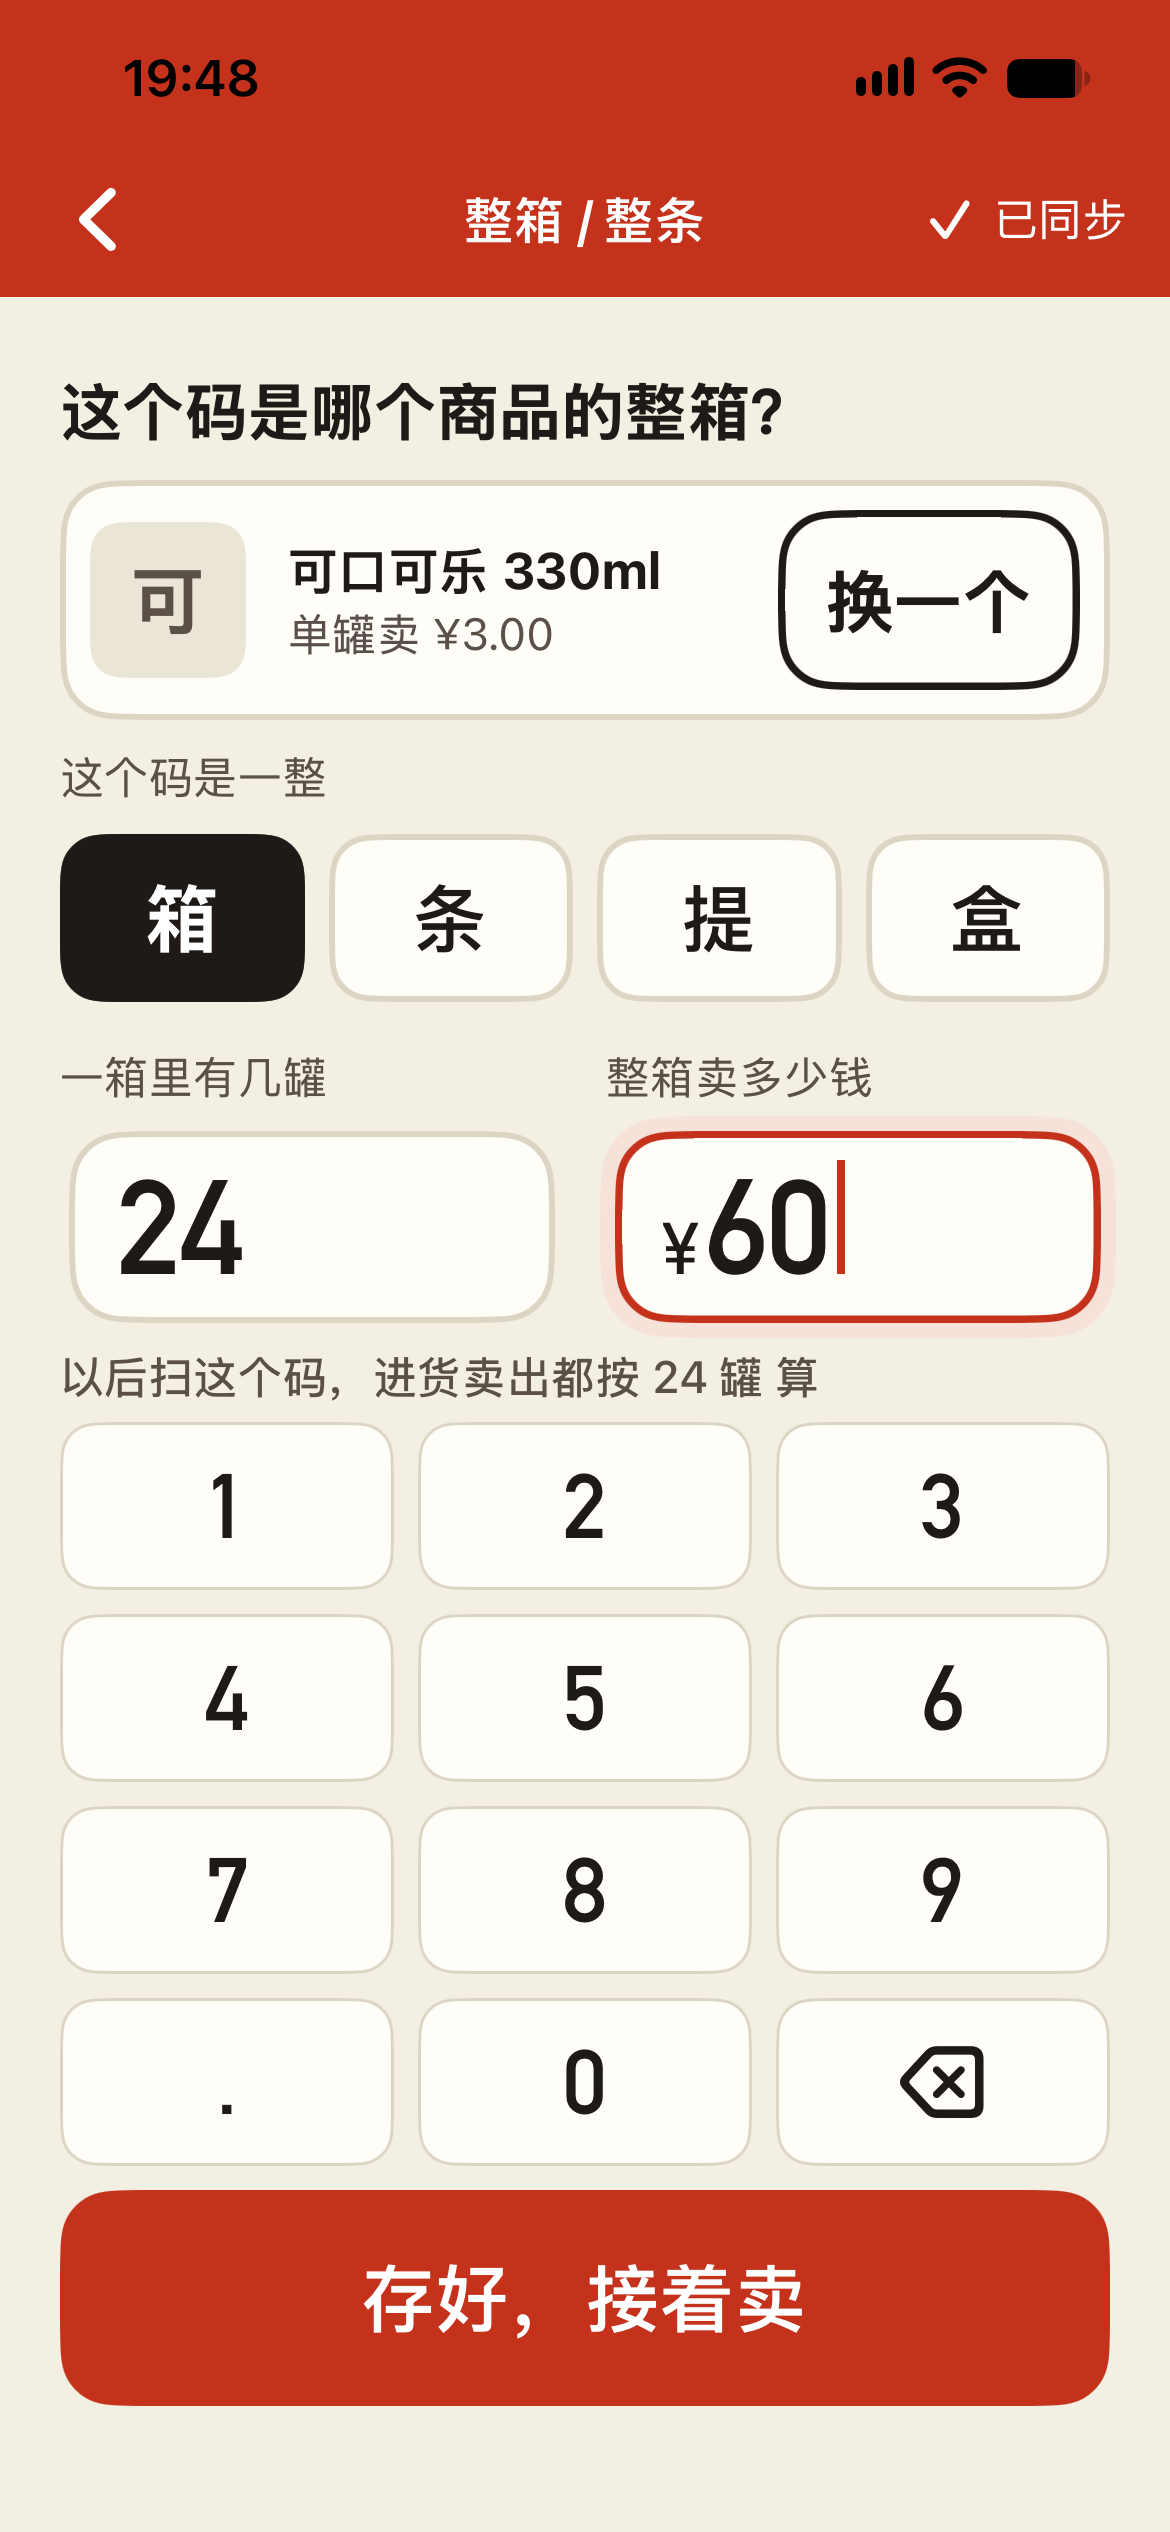 19:48
整箱 / 整条
已同步
这个码是哪个商品的整箱?
可
可口可乐 330ml
单罐卖 ¥3.00
换一个
这个码是一整
箱
条
提
盒
一箱里有几罐
整箱卖多少钱
24
¥60
以后扫这个码，进货卖出都按 24 罐 算
1
2
3
4
5
6
7
8
9
.
0
存好，接着卖